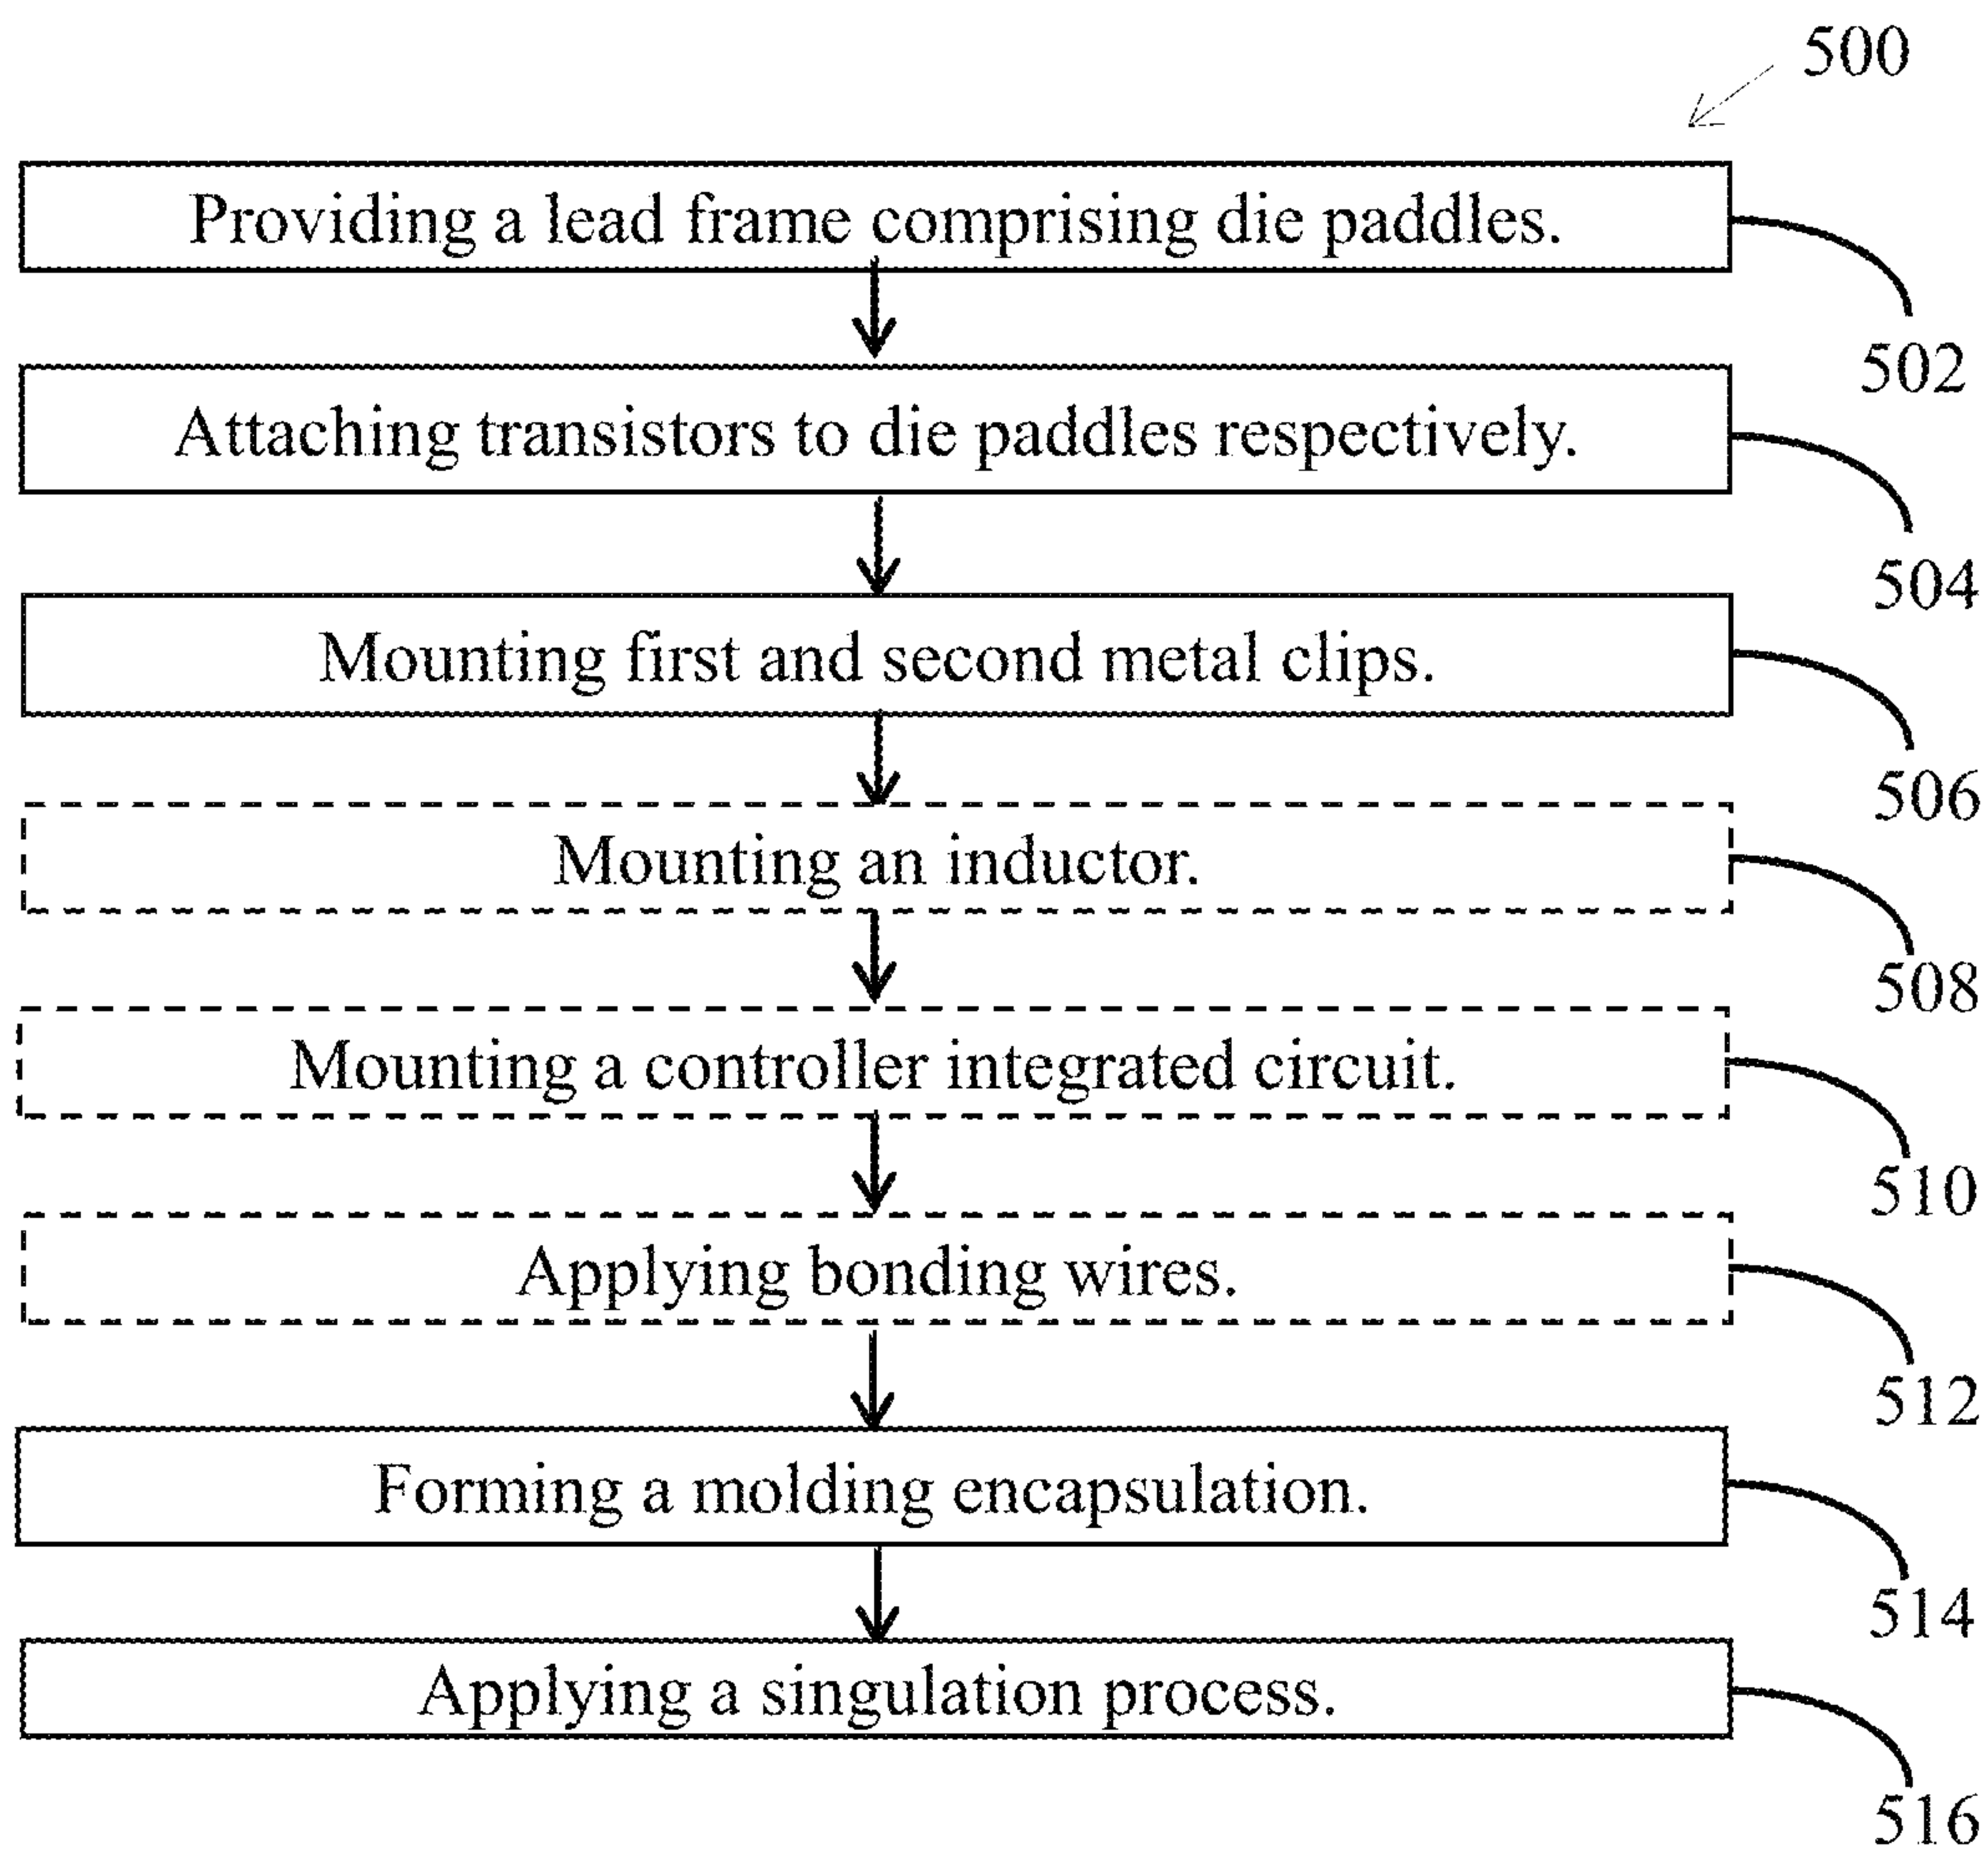 500
Providing a lead frame comprising die paddles.
502
Attaching transistors to die paddles respectively.
504
Mounting first and second metal clips.
506
Mounting an inductor.
508
Mounting a controller integrated circuit.
510
Applying bonding wires.
512
Forming a molding encapsulation.
514
Applying a singulation process.
516